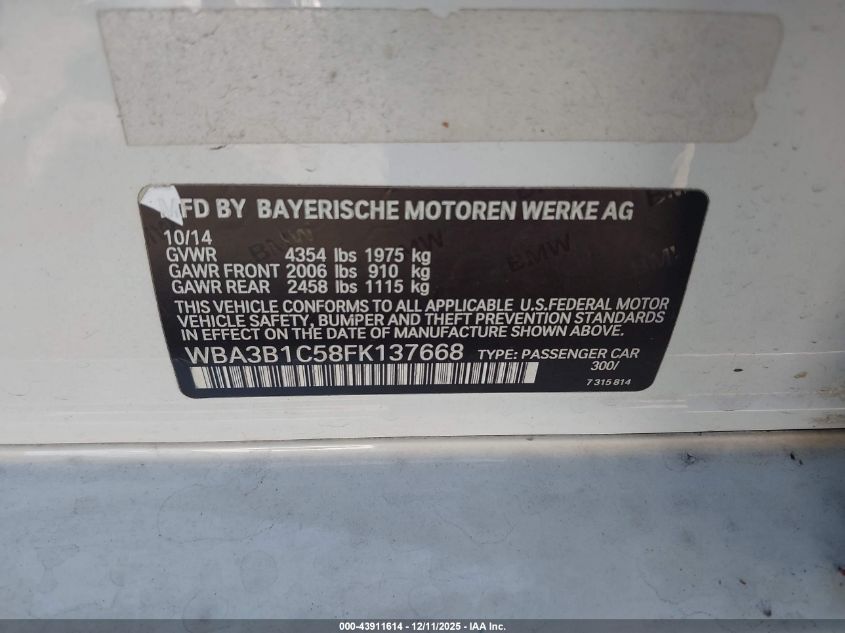 MFD BY BAYERISCHE MOTOREN WERKE AG
10/14
GVWR 4354 lbs 1975 kg
GAWR FRONT 2006 lbs 910 kg
GAWR REAR 2458 lbs 1115 kg
THIS VEHICLE CONFORMS TO ALL APPLICABLE U.S.FEDERAL MOTOR
VEHICLE SAFETY, BUMPER AND THEFT PREVENTION STANDARDS
IN EFFECT ON THE DATE OF MANUFACTURE SHOWN ABOVE.
WBA3B1C58FK137668 TYPE: PASSENGER CAR
300/
7 315 814
000-43911614 - 12/11/2025 - IAA Inc.